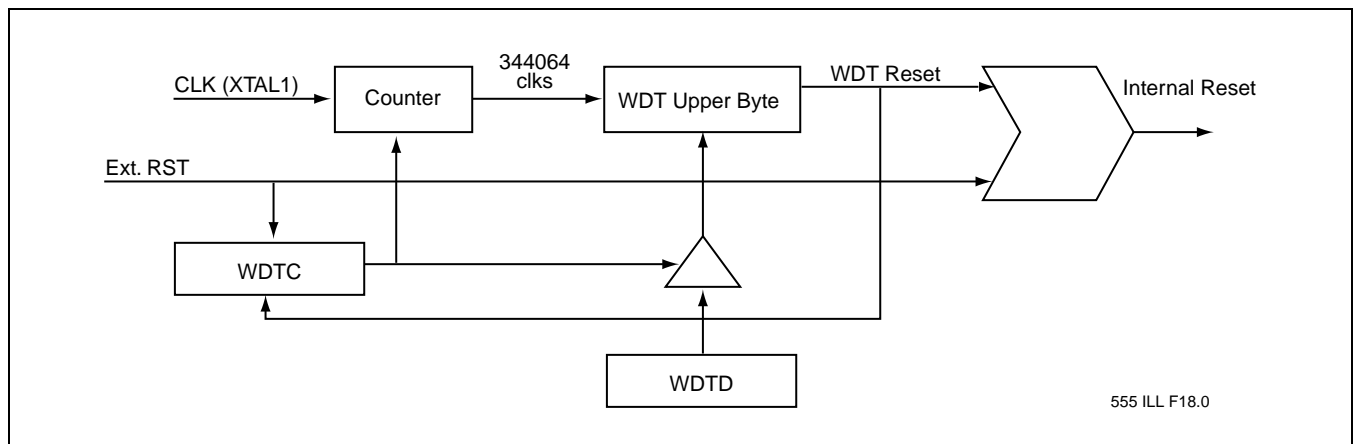 CLK (XTAL1)
Counter
344064
clks
WDT Upper Byte
WDT Reset
Internal Reset
Ext. RST
WDTC
WDTD
555 ILL F18.0